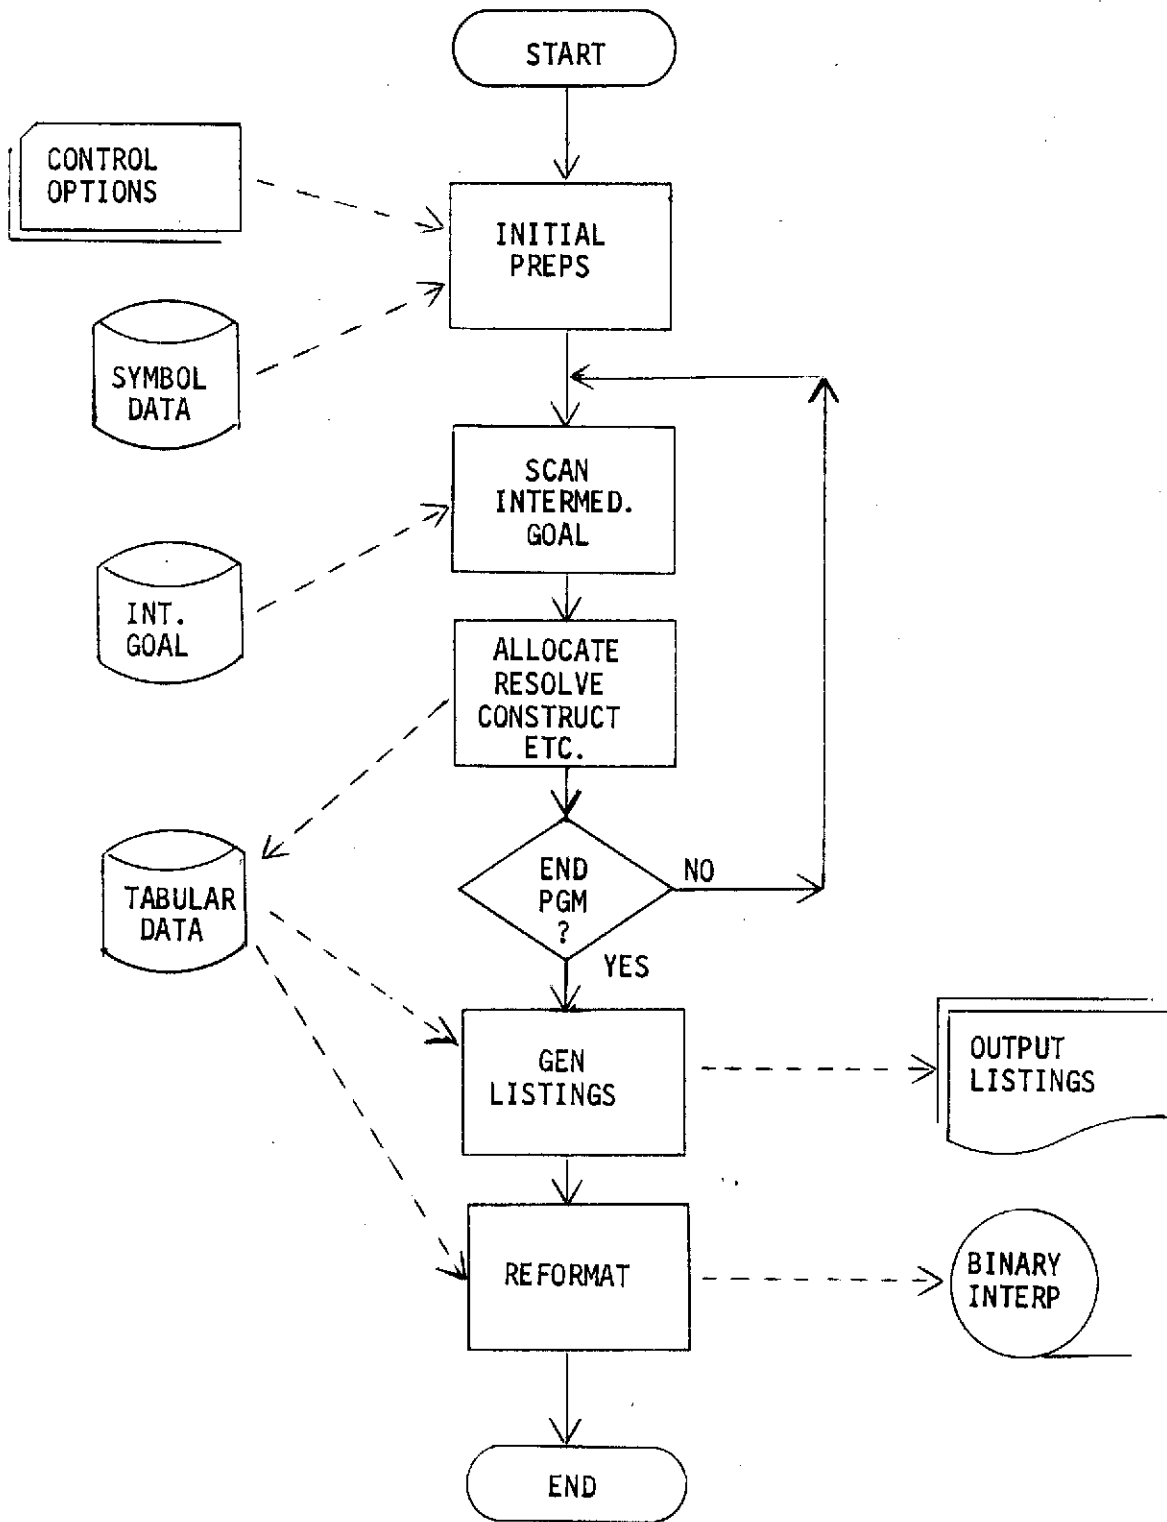 START
CONTROL
OPTIONS
INITIAL
PREPS
SYMBOL
DATA
SCAN
INTERMED.
GOAL
INT.
GOAL
ALLOCATE
RESOLVE
CONSTRUCT
ETC.
TABULAR
DATA
END
PGM
?
NO
YES
GEN
LISTINGS
OUTPUT
LISTINGS
REFORMAT
BINARY
INTERP
END